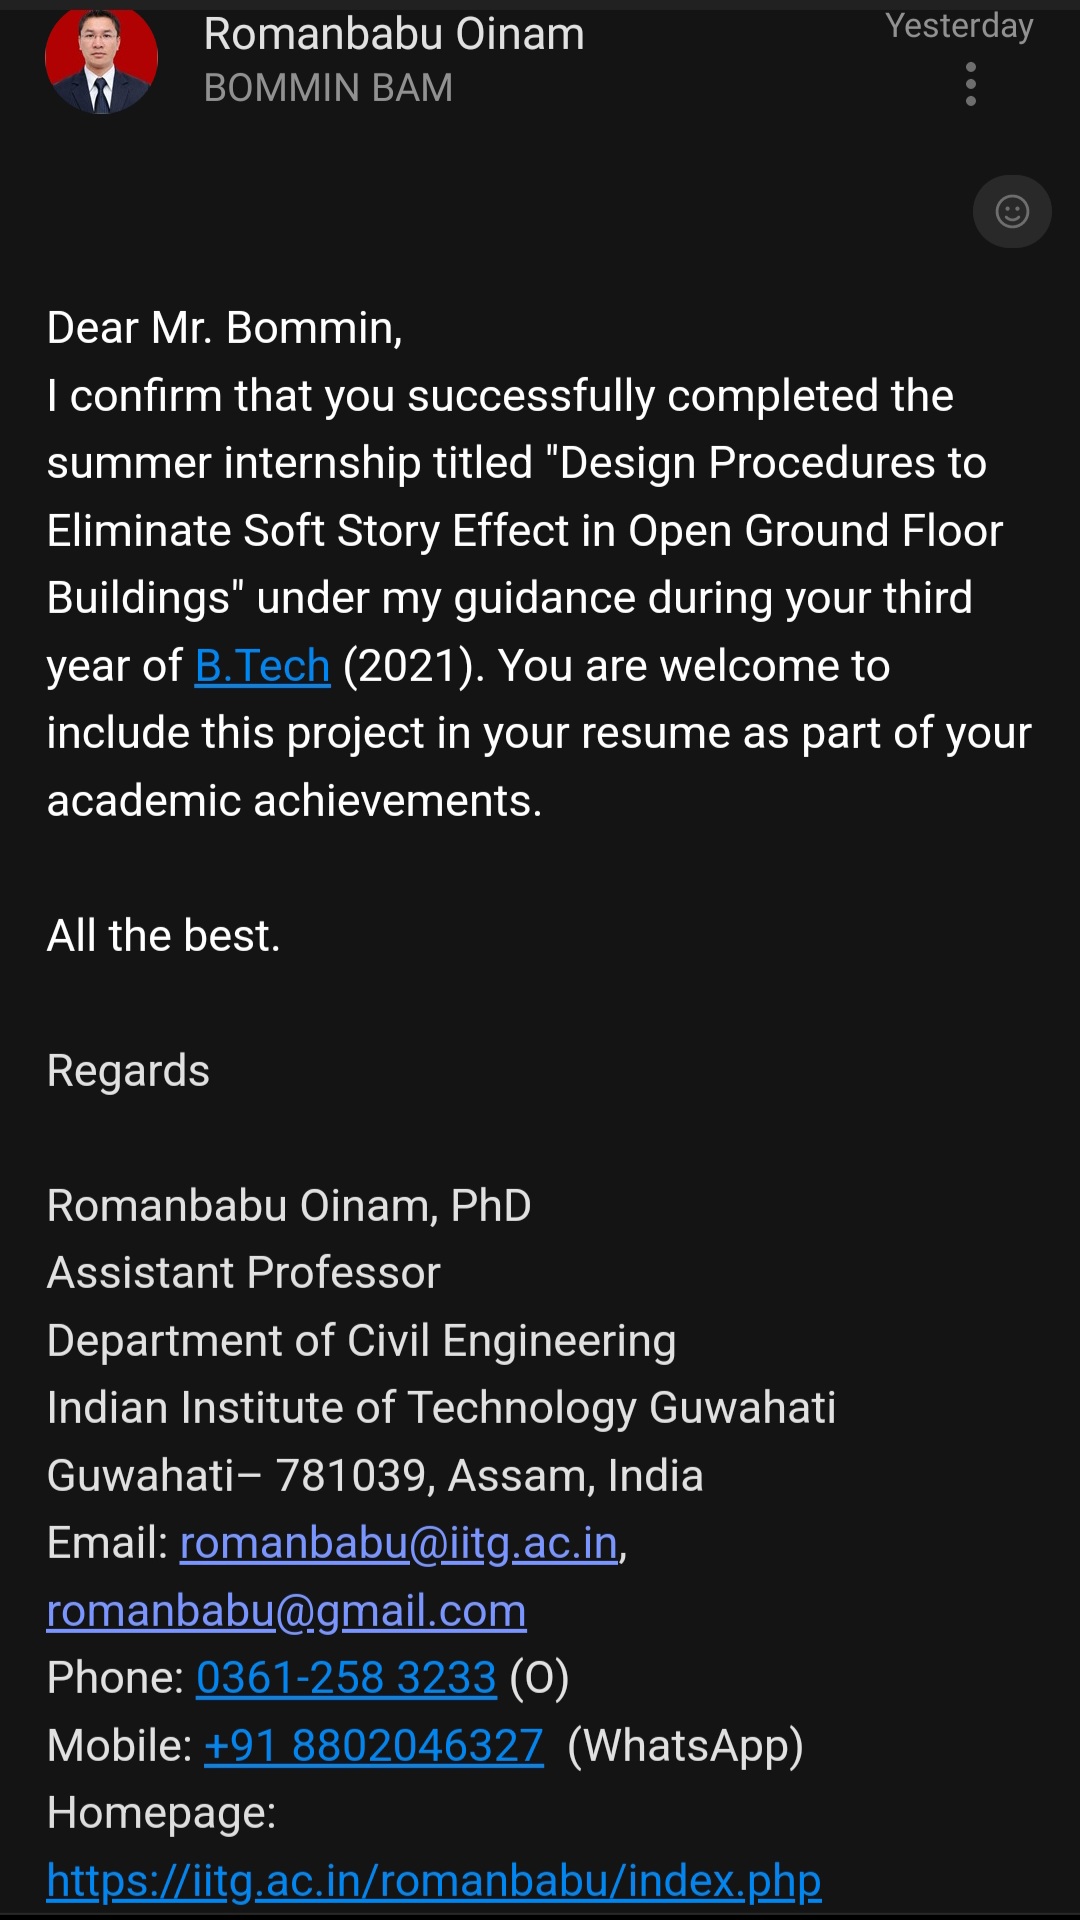 Romanbabu Oinam
Yesterday
BOMMIN BAM
Dear Mr. Bommin,
I confirm that you successfully completed the
summer internship titled "Design Procedures to
Eliminate Soft Story Effect in Open Ground Floor
Buildings" under my guidance during your third
year of B.Tech (2021). You are welcome to
include this project in your resume as part of your
academic achievements.
All the best.
Regards
Romanbabu Oinam, PhD
Assistant Professor
Department of Civil Engineering
Indian Institute of Technology Guwahati
Guwahati– 781039, Assam, India
Email: romanbabu@iitg.ac.in,
romanbabu@gmail.com
Phone: 0361-258 3233 (O)
Mobile: +91 8802046327 (WhatsApp)
Homepage:
https://iitg.ac.in/romanbabu/index.php